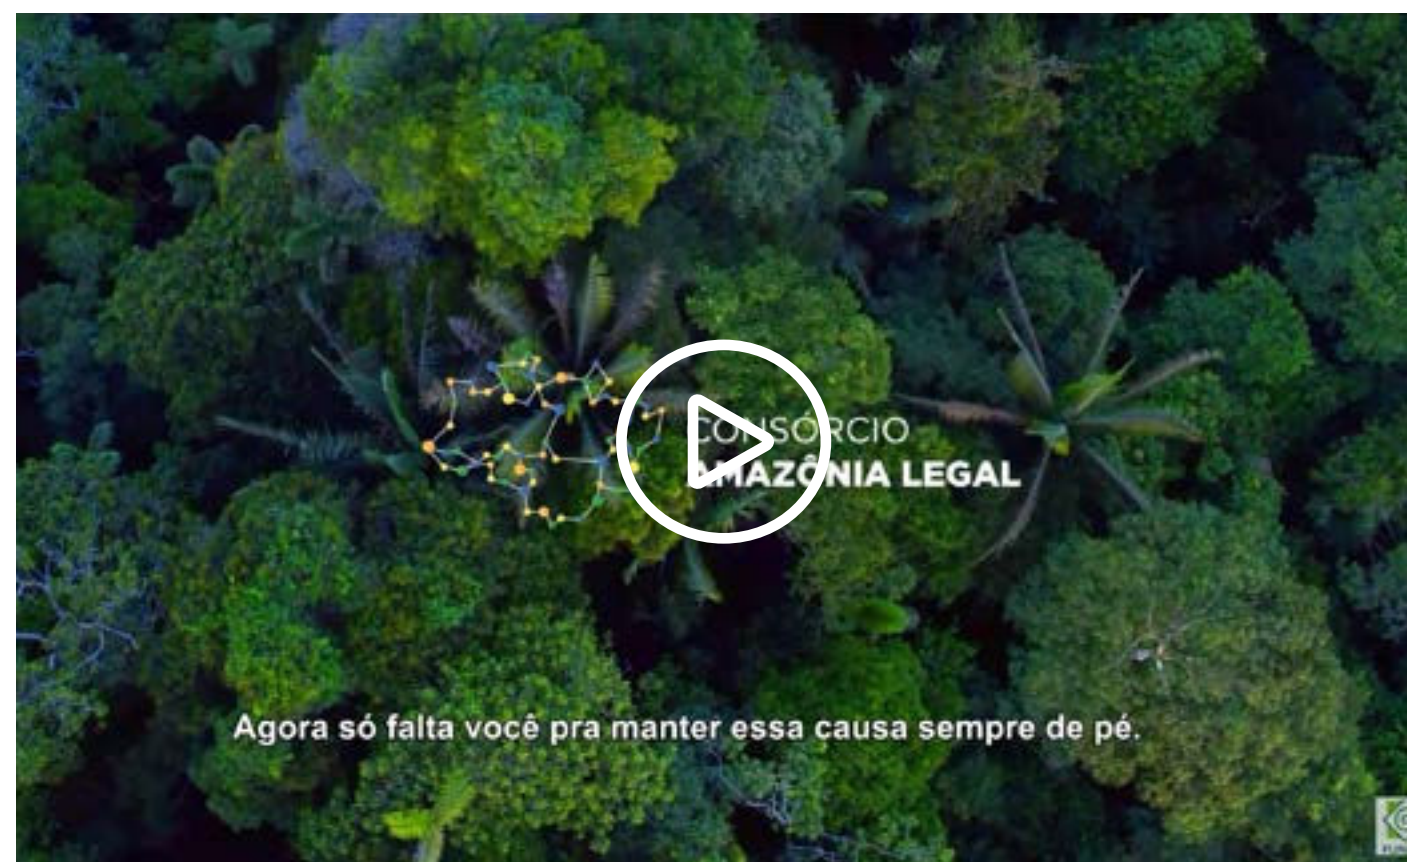 CONSÓRCIO
AMAZÔNIA LEGAL
Agora só falta você pra manter essa causa sempre de pé.